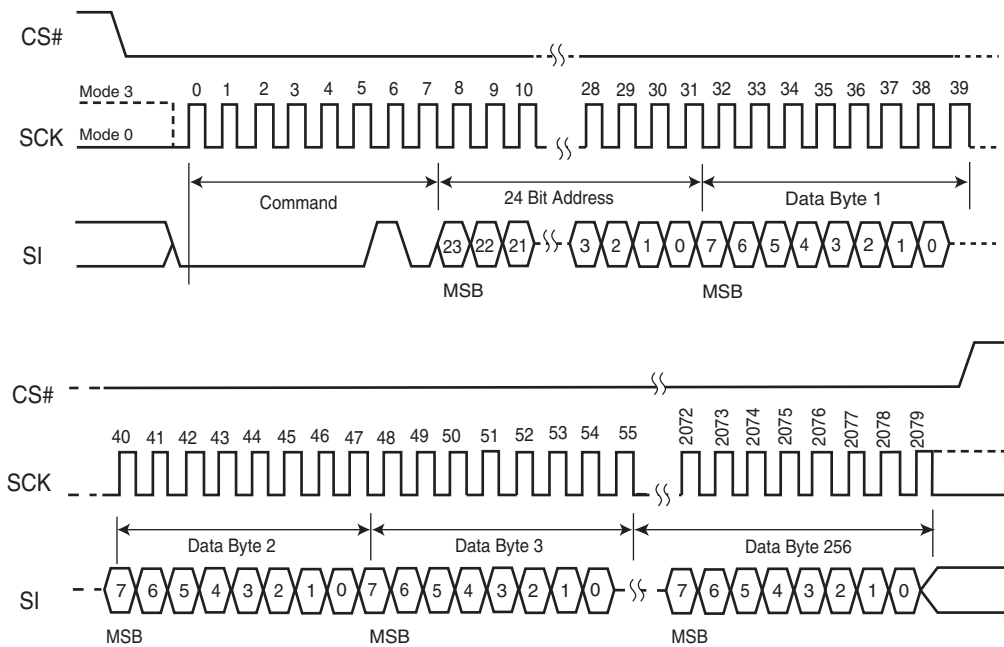 CS#
Mode 3
0 1 2 3 4 5 6 7 8 9 10 28 29 30 31 32 33 34 35 36 37 38 39
SCK
Mode 0
Command
24 Bit Address
Data Byte 1
SI
23 22 21 3 2 1 0 7 6 5 4 3 2 1 0
MSB
MSB
CS#
40 41 42 43 44 45 46 47 48 49 50 51 52 53 54 55 2072 2073 2074 2075 2076 2077 2078 2079
SCK
Data Byte 2
Data Byte 3
Data Byte 256
SI
7 6 5 4 3 2 1 0 7 6 5 4 3 2 1 0 7 6 5 4 3 2 1 0
MSB
MSB
MSB